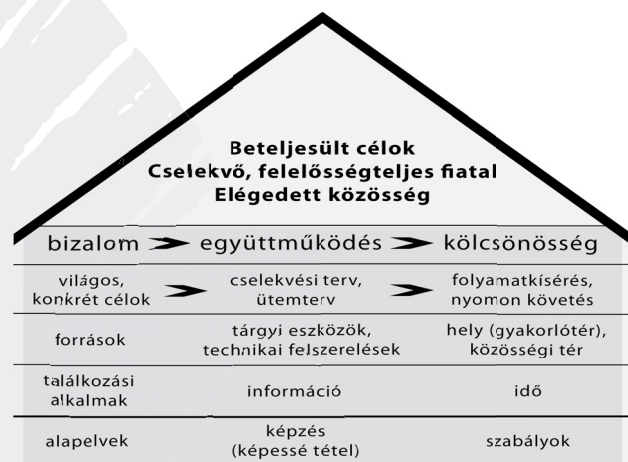 Beteljesült célok
Cselekvő, felelősségteljes fiatal
Elégedett közösség
bizalom együttműködés kölcsönösség
világos, konkrét célok
cselekvési terv, ütemterv
folyamatkísérés, nyomon követés
források
tárgyi eszközök, technikai felszerelések
hely (gyakorlótér), közösségi tér
találkozási alkalmak
információ
idő
alapelvek
képzés (képessé tétel)
szabályok